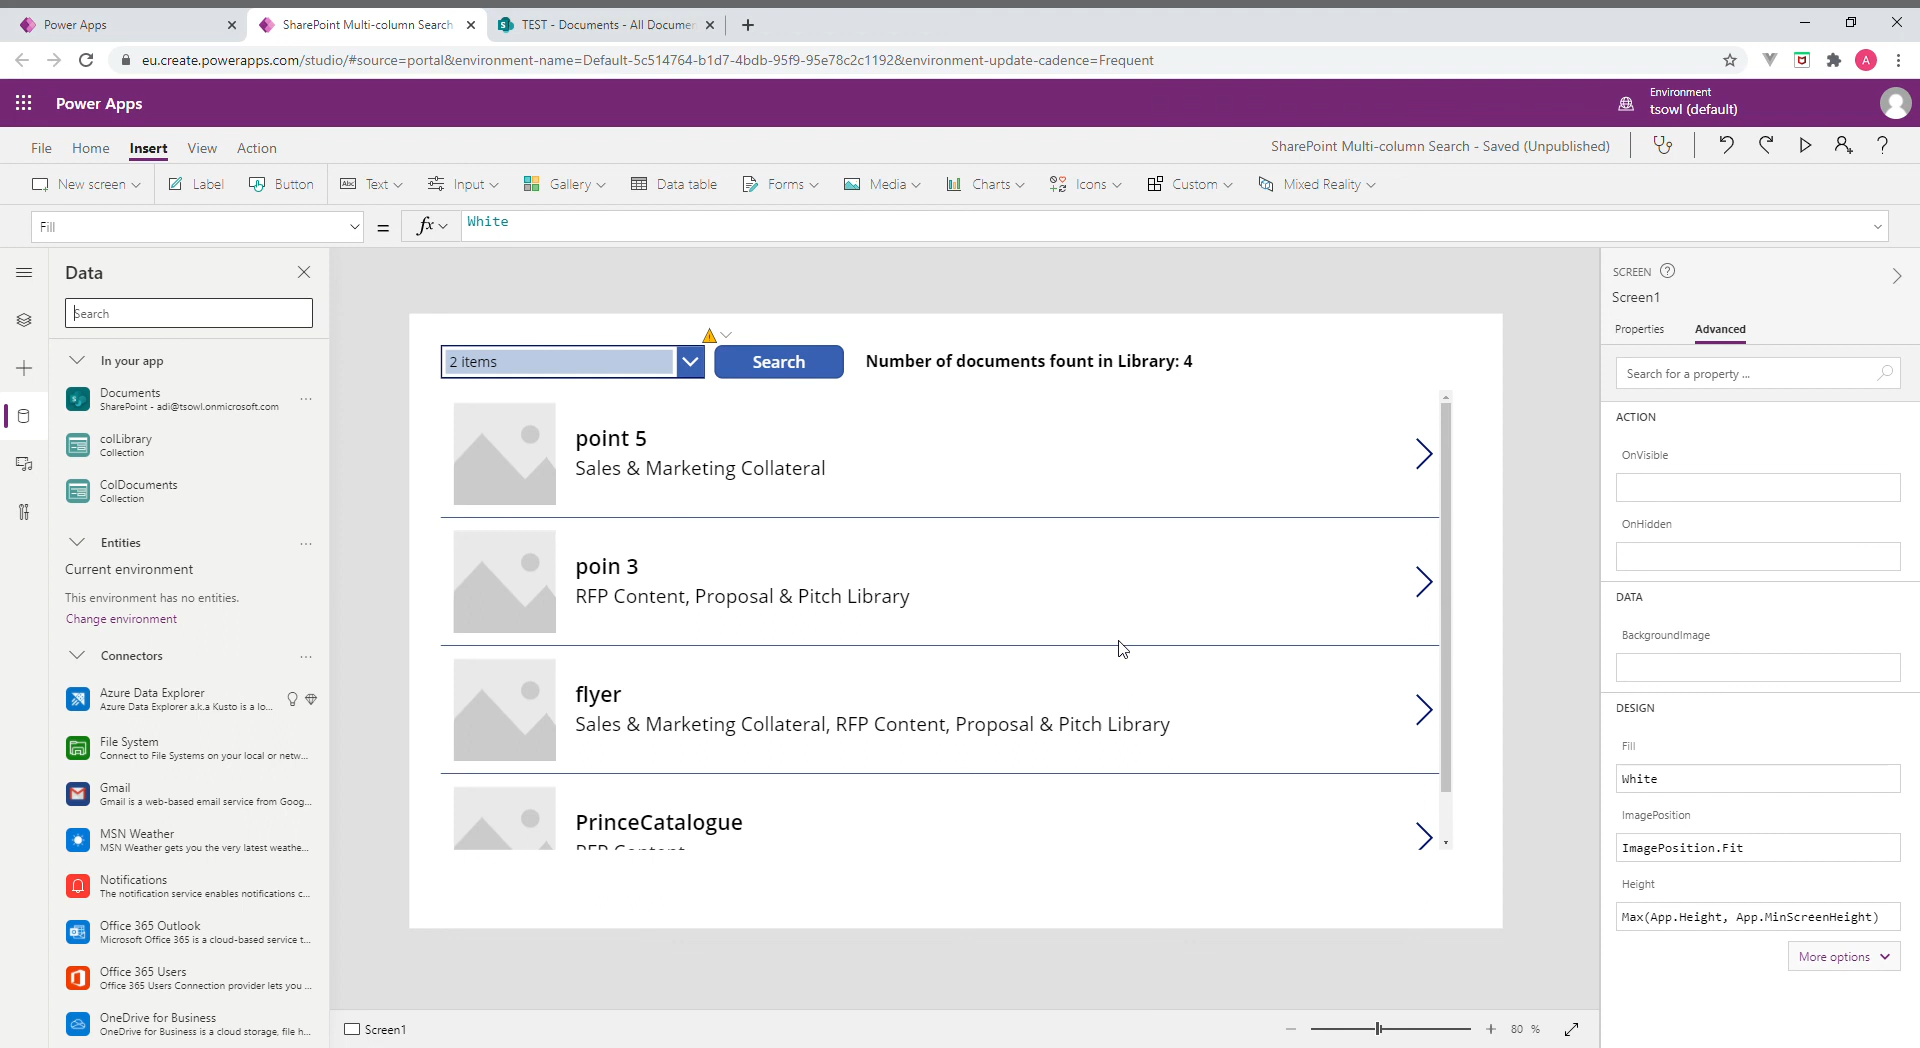 Power Apps
SharePoint Multi-column Search
TEST - Documents - All Documen
eu.create.powerapps.com/studio/#source=portal&environment-name=Default-5c514764-b1d7-4bdb-95f9-95e78c2c1192&environment-update-cadence=Frequent
A
Power Apps
Environment
tsowl (default)
File Home Insert View Action
SharePoint Multi-column Search - Saved (Unpublished)
New screen Label Button Text Input Gallery Data table Forms Media Charts Icons Custom Mixed Reality
Fill = fx White
Data
Search
In your app
Documents
SharePoint - adi@tsowl.onmicrosoft.com
colLibrary
Collection
ColDocuments
Collection
Entities
Current environment
This environment has no entities.
Change environment
Connectors
Azure Data Explorer
Azure Data Explorer a.k.a Kusto is a lo...
File System
Connect to File Systems on your local or netw...
Gmail
Gmail is a web-based email service from Goog...
MSN Weather
MSN Weather gets you the very latest weathe...
Notifications
The notification service enables notifications c...
Office 365 Outlook
Microsoft Office 365 is a cloud-based service t...
Office 365 Users
Office 365 Users Connection provider lets you ...
OneDrive for Business
OneDrive for Business is a cloud storage, file h...
2 items
Search
Number of documents fount in Library: 4
point 5
Sales & Marketing Collateral
poin 3
RFP Content, Proposal & Pitch Library
flyer
Sales & Marketing Collateral, RFP Content, Proposal & Pitch Library
PrinceCatalogue
RFP Content
Screen1
80 %
SCREEN
Screen1
Properties Advanced
Search for a property ...
ACTION
OnVisible
OnHidden
DATA
BackgroundImage
DESIGN
Fill
White
ImagePosition
ImagePosition.Fit
Height
Max(App.Height, App.MinScreenHeight)
More options